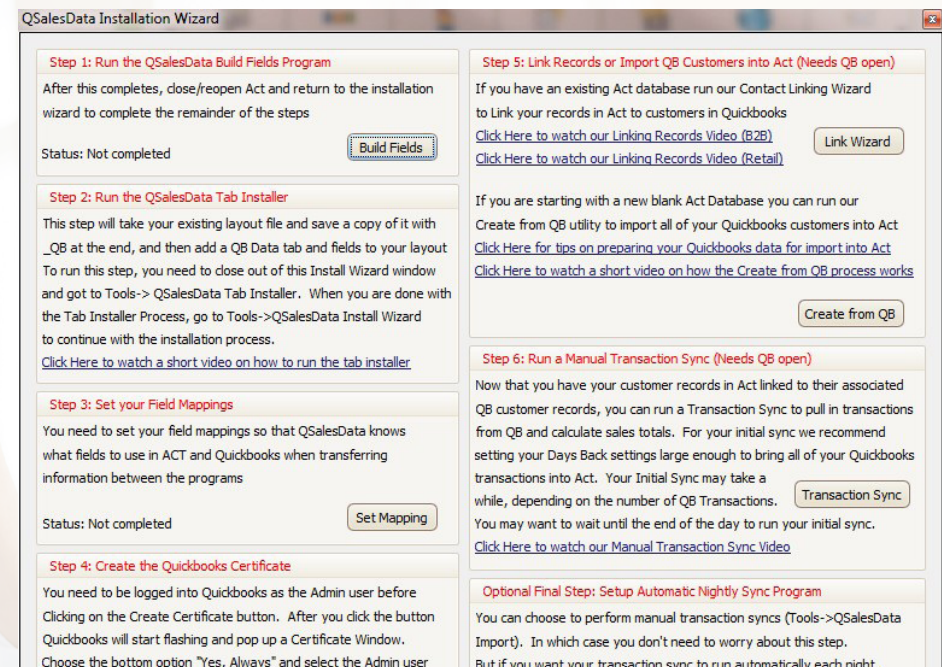 QSalesData Installation Wizard
Step 1: Run the QSalesData Build Fields Program
After this completes, close/reopen Act and return to the installation
wizard to complete the remainder of the steps
Status: Not completed
Build Fields
Step 2: Run the QSalesData Tab Installer
This step will take your existing layout file and save a copy of it with
_QB at the end, and then add a QB Data tab and fields to your layout
To run this step, you need to close out of this Install Wizard window
and got to Tools-> QSalesData Tab Installer.  When you are done with
the Tab Installer Process, go to Tools->QSalesData Install Wizard
to continue with the installation process.
Click Here to watch a short video on how to run the tab installer
Step 3: Set your Field Mappings
You need to set your field mappings so that QSalesData knows
what fields to use in ACT and Quickbooks when transferring
information between the programs
Status: Not completed
Set Mapping
Step 4: Create the Quickbooks Certificate
You need to be logged into Quickbooks as the Admin user before
Clicking on the Create Certificate button.  After you click the button
Quickbooks will start flashing and pop up a Certificate Window.
Choose the bottom option "Yes, Always" and select the Admin user
Step 5: Link Records or Import QB Customers into Act (Needs QB open)
If you have an existing Act database run our Contact Linking Wizard
to Link your records in Act to customers in Quickbooks
Click Here to watch our Linking Records Video (B2B)
Click Here to watch our Linking Records Video (Retail)
Link Wizard
If you are starting with a new blank Act Database you can run our
Create from QB utility to import all of your Quickbooks customers into Act
Click Here for tips on preparing your Quickbooks data for import into Act
Click Here to watch a short video on how the Create from QB process works
Create from QB
Step 6: Run a Manual Transaction Sync (Needs QB open)
Now that you have your customer records in Act linked to their associated
QB customer records, you can run a Transaction Sync to pull in transactions
from QB and calculate sales totals.  For your initial sync we recommend
setting your Days Back settings large enough to bring all of your Quickbooks
transactions into Act.  Your Initial Sync may take a
while, depending on the number of QB Transactions.
Transaction Sync
You may want to wait until the end of the day to run your initial sync.
Click Here to watch our Manual Transaction Sync Video
Optional Final Step: Setup Automatic Nightly Sync Program
You can choose to perform manual transaction syncs (Tools->QSalesData
Import).  In which case you don't need to worry about this step.
But if you want your transaction sync to run automatically each night